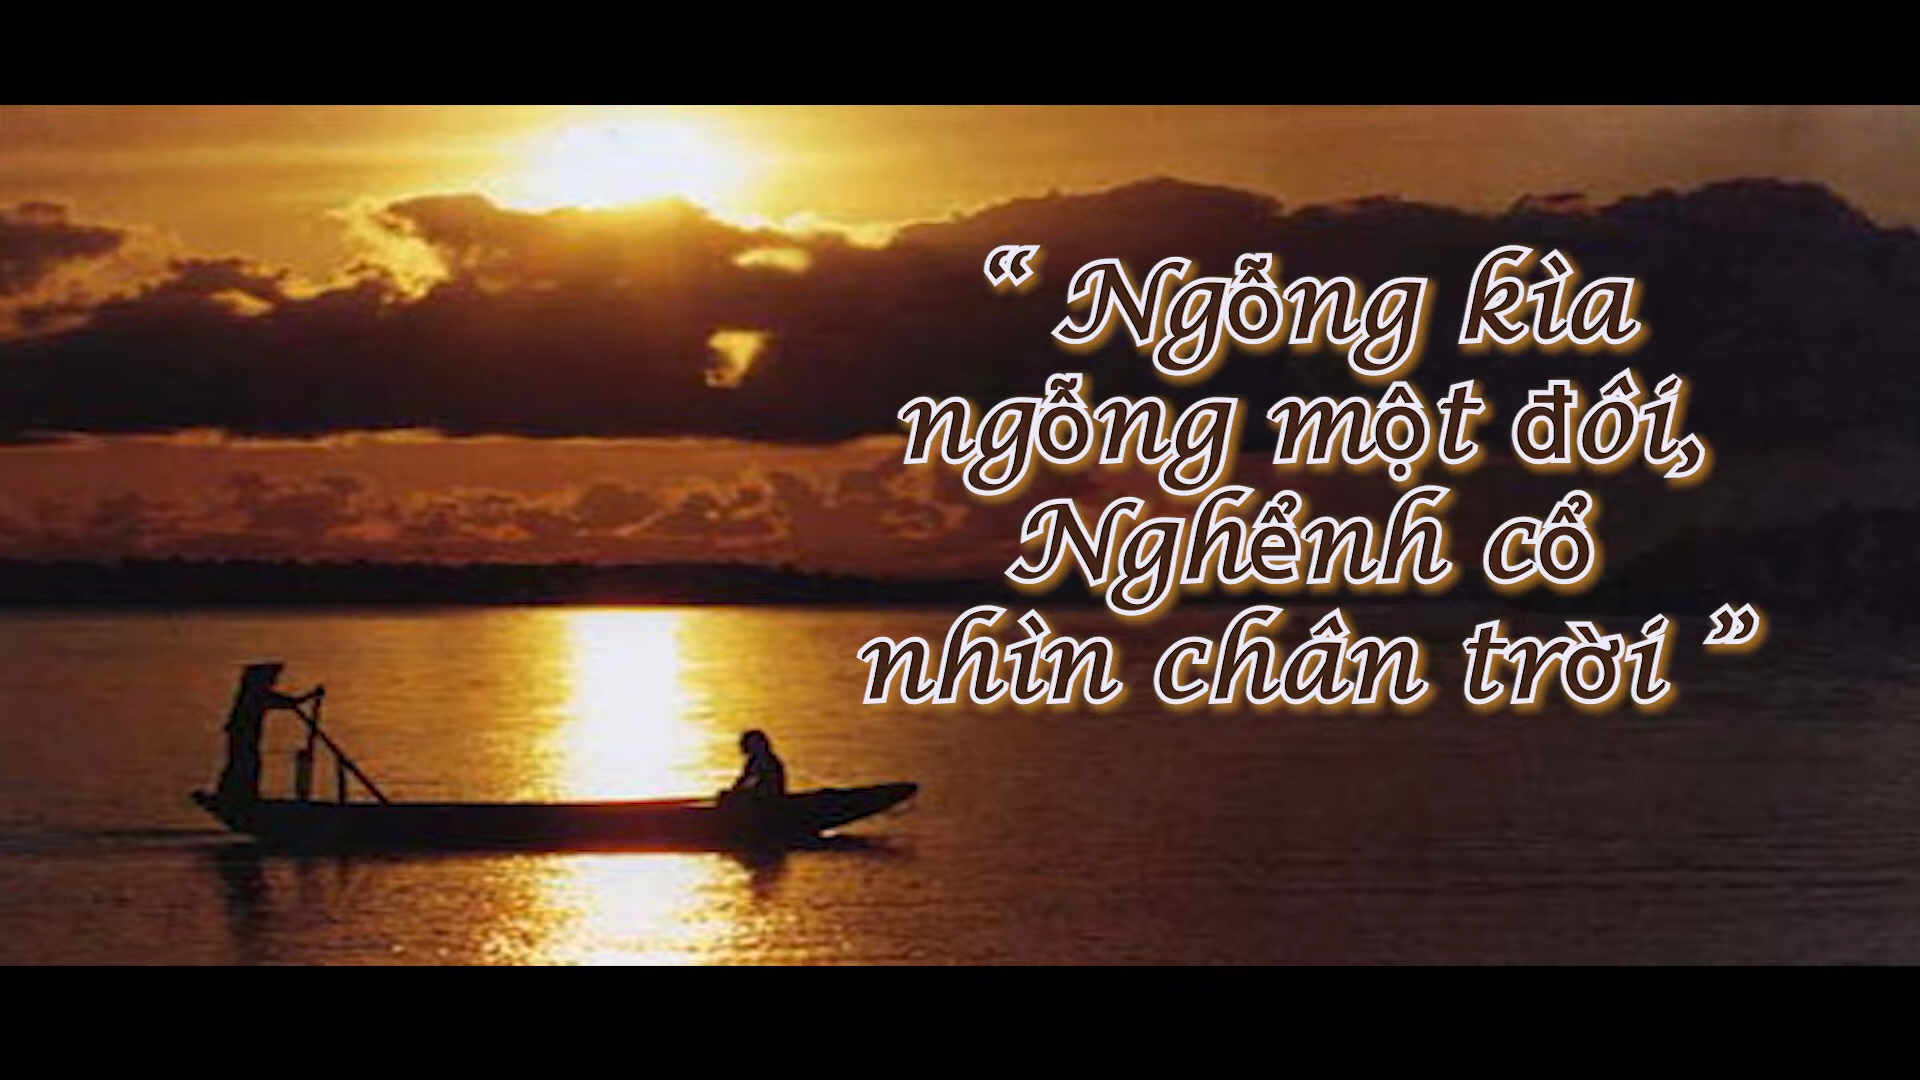 “ Ngỗng kìa
ngỗng một đôi,
Nghểnh cổ
nhìn chân trời ”